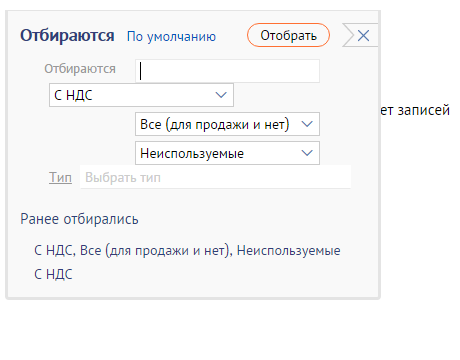 Отбираются По умолчанию Отобрать
Отбираются
С НДС
ет записей
Все (для продажи и нет)
Неиспользуемые
Тип Выбрать тип
Ранее отбирались
С НДС, Все (для продажи и нет), Неиспользуемые
С НДС